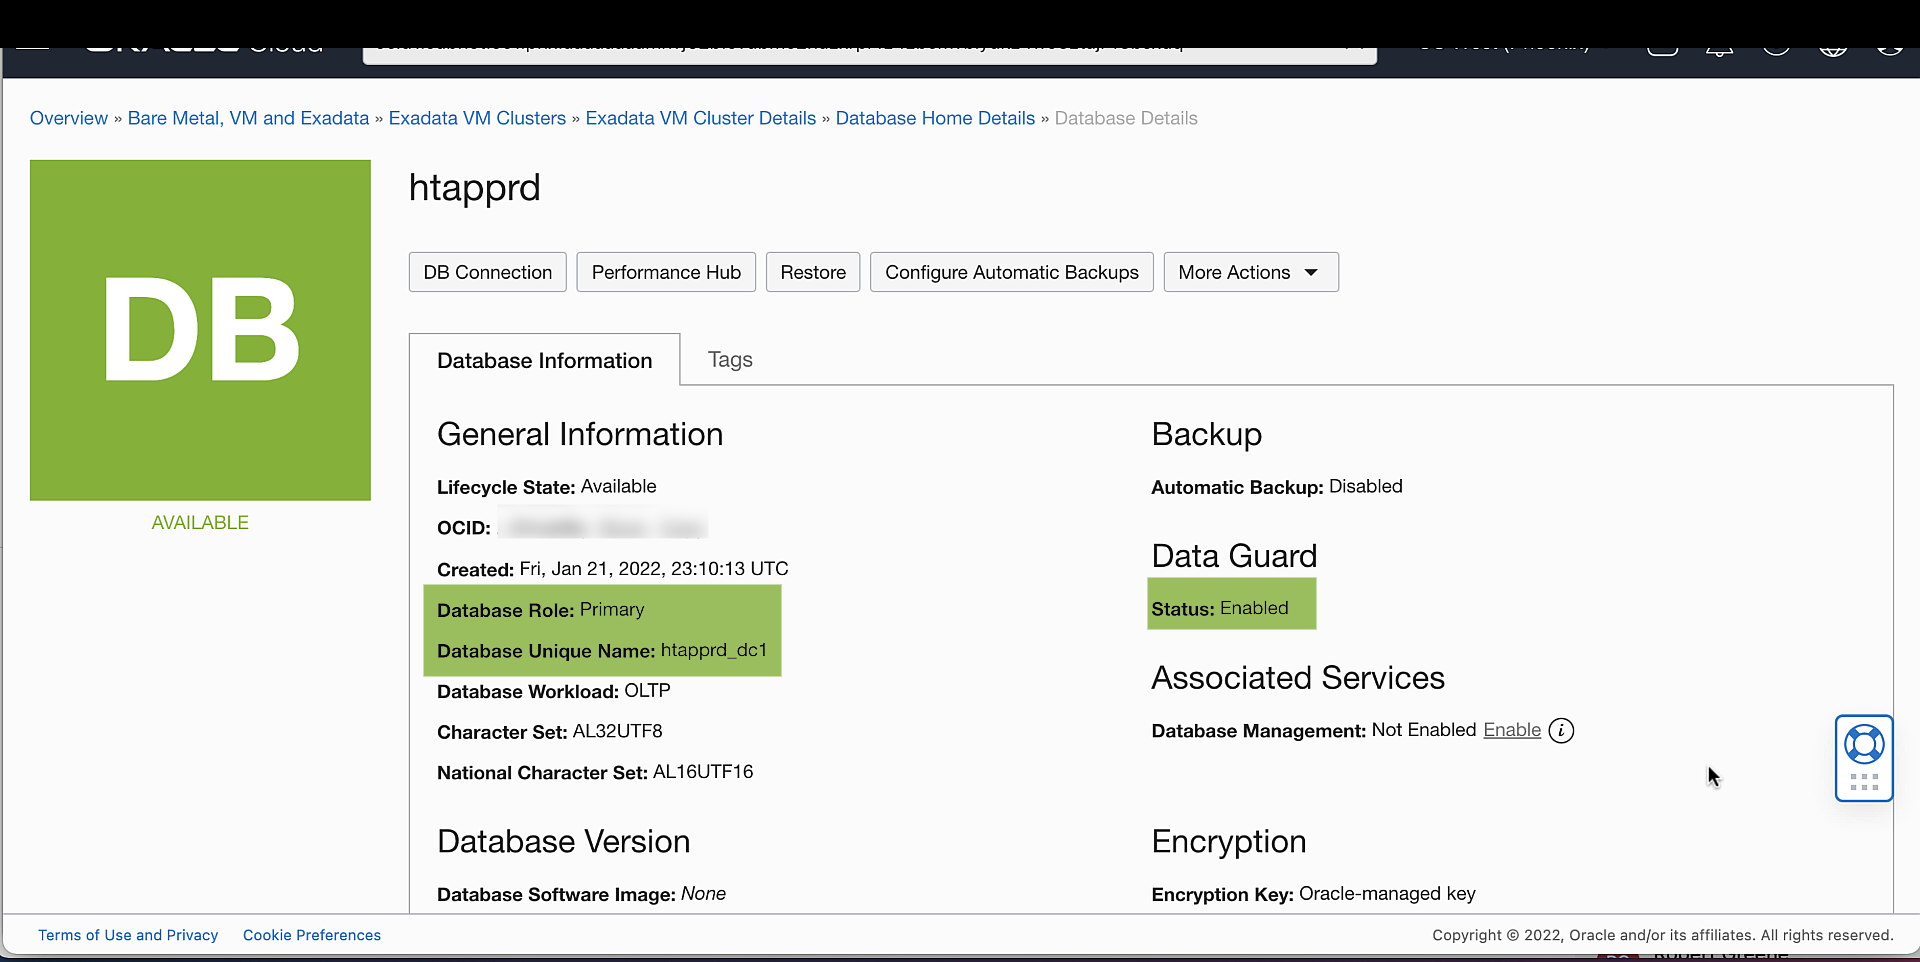 Overview » Bare Metal, VM and Exadata » Exadata VM Clusters » Exadata VM Cluster Details » Database Home Details » Database Details
DB
AVAILABLE
htapprd
DB Connection
Performance Hub
Restore
Configure Automatic Backups
More Actions
Database Information
Tags
General Information
Lifecycle State: Available
OCID:
Created: Fri, Jan 21, 2022, 23:10:13 UTC
Database Role: Primary
Database Unique Name: htapprd_dc1
Database Workload: OLTP
Character Set: AL32UTF8
National Character Set: AL16UTF16
Database Version
Database Software Image: None
Backup
Automatic Backup: Disabled
Data Guard
Status: Enabled
Associated Services
Database Management: Not Enabled Enable i
Encryption
Encryption Key: Oracle-managed key
Terms of Use and Privacy
Cookie Preferences
Copyright © 2022, Oracle and/or its affiliates. All rights reserved.